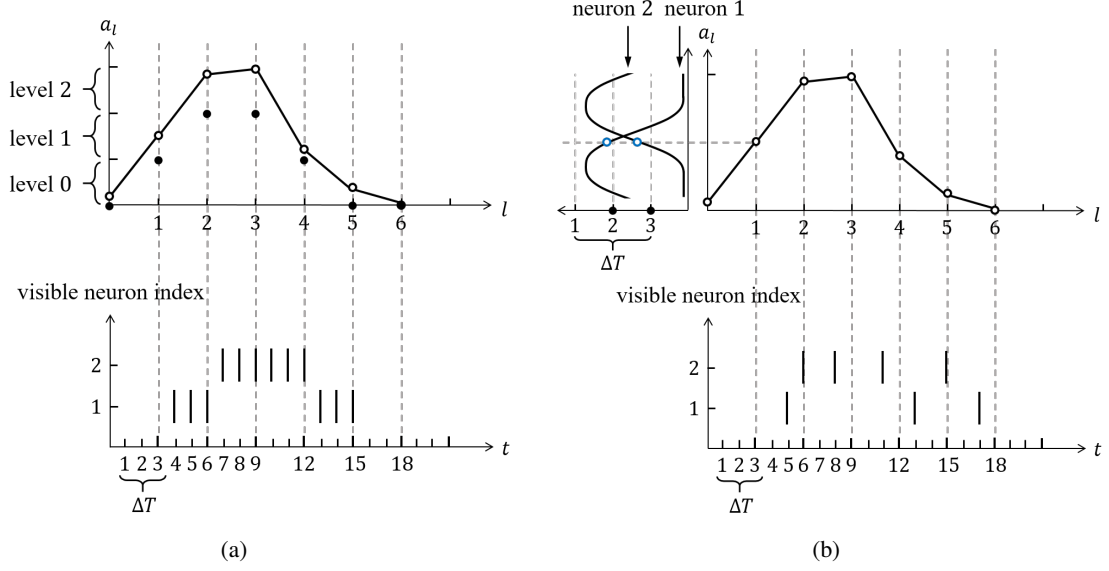 neuron 2 neuron 1
a_l
a_l
level 2
level 1
level 0
1 2 3 4 5 6 l
1 2 3
1 2 3 4 5 6 l
ΔT
visible neuron index
visible neuron index
2
1
2
1
1 2 3 4 5 6 7 8 9 12 15 18 t
1 2 3 4 5 6 7 8 9 12 15 18 t
ΔT
ΔT
(a)
(b)